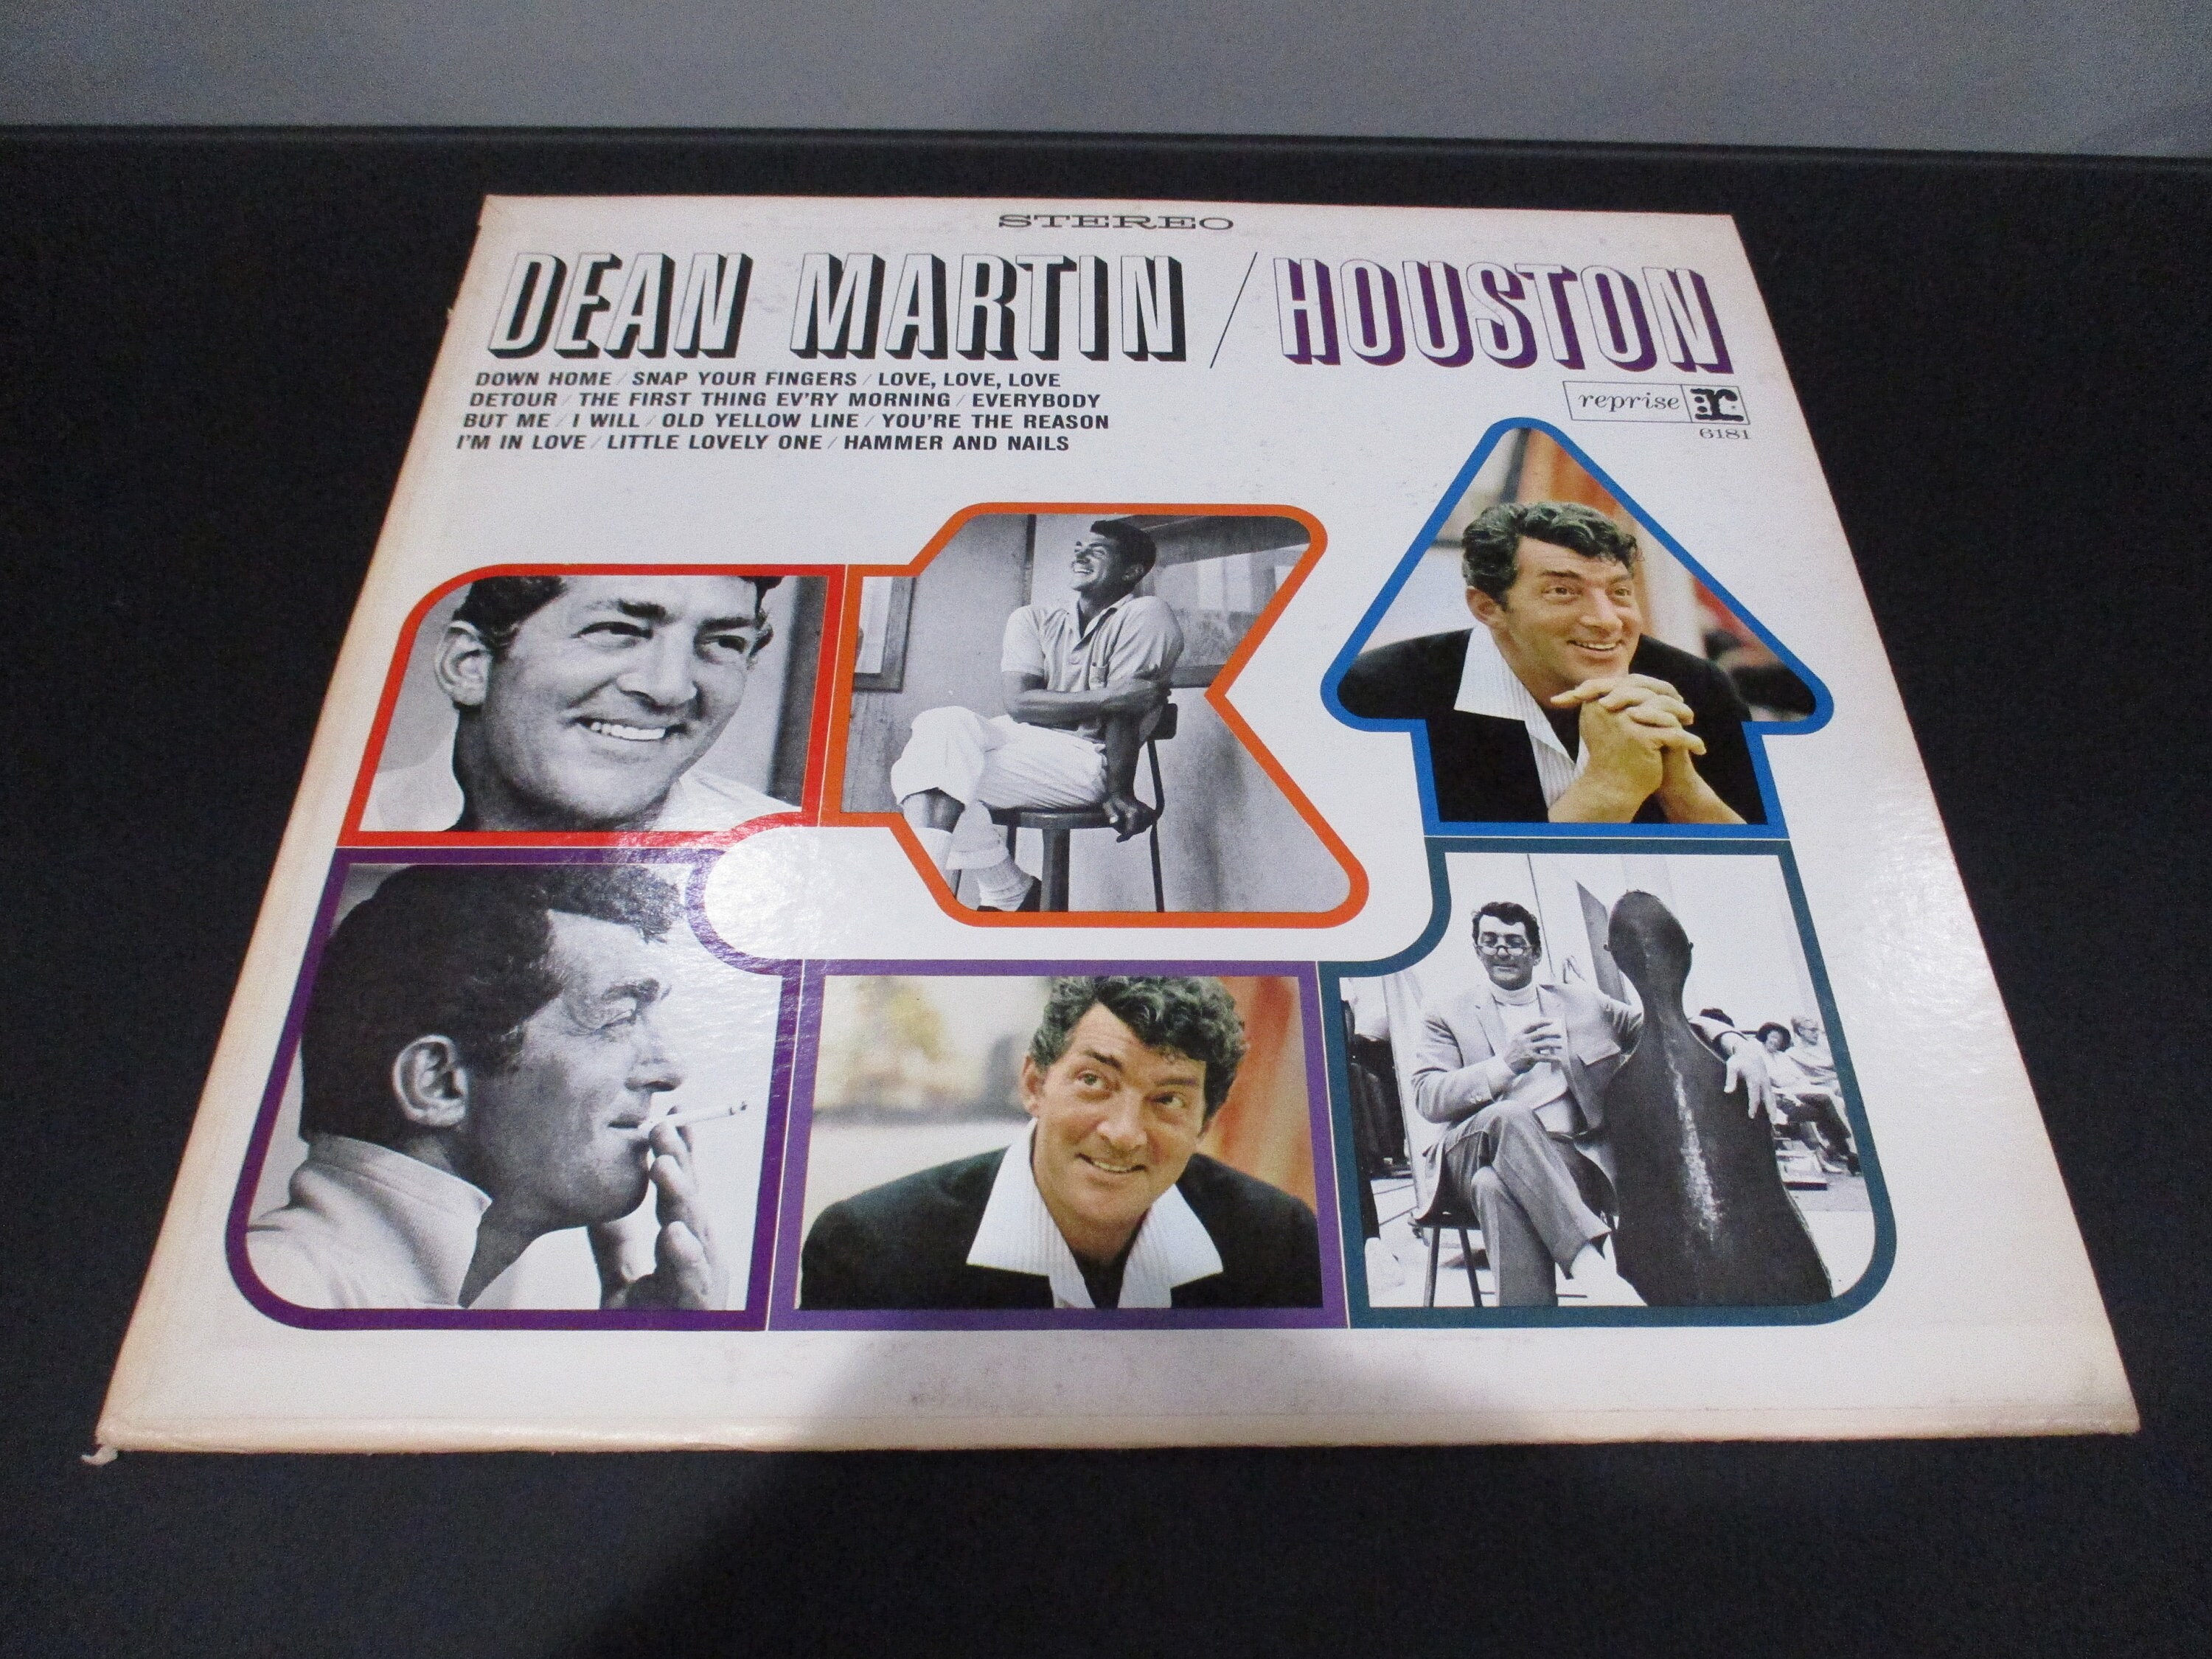 STEREO
DEAN MARTIN / HOUSTON
DOWN HOME / SNAP YOUR FINGERS / LOVE, LOVE, LOVE
DETOUR / THE FIRST THING EV'RY MORNING / EVERYBODY
BUT ME / I WILL / OLD YELLOW LINE / YOU'RE THE REASON
I'M IN LOVE / LITTLE LOVELY ONE / HAMMER AND NAILS
reprise r:
6181